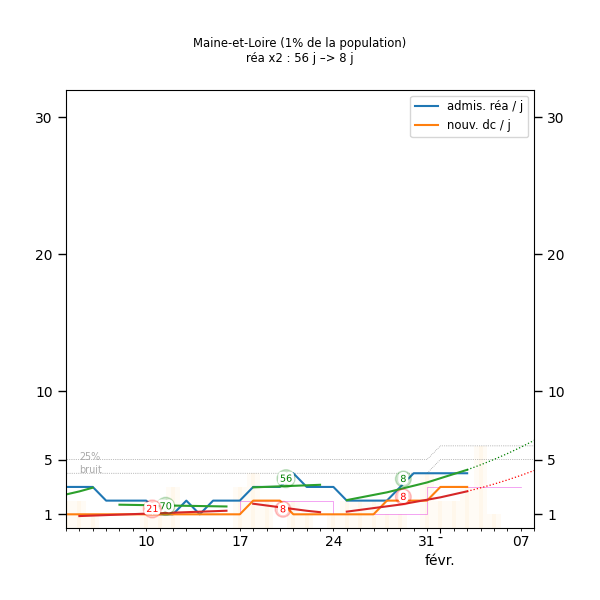 Maine-et-Loire (1% de la population)
réa x2 : 56 j –> 8 j
admis. réa / j
nouv. dc / j
30 30
20 20
10 10
5 5
1 1
25%
bruit
21 70 8 56 8 8
10 17 24 31 07
févr.